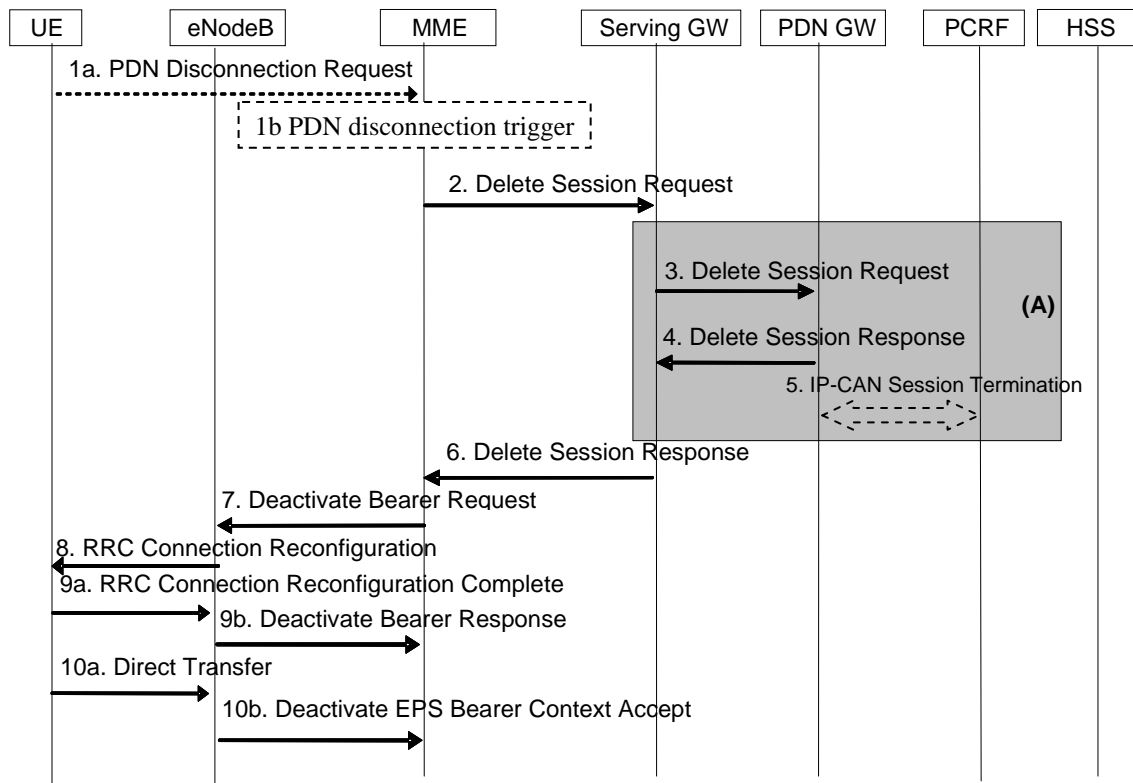 UE eNodeB MME Serving GW PDN GW PCRF HSS
1a. PDN Disconnection Request
1b PDN disconnection trigger
2. Delete Session Request
3. Delete Session Request
(A)
4. Delete Session Response
5. IP-CAN Session Termination
6. Delete Session Response
7. Deactivate Bearer Request
8. RRC Connection Reconfiguration
9a. RRC Connection Reconfiguration Complete
9b. Deactivate Bearer Response
10a. Direct Transfer
10b. Deactivate EPS Bearer Context Accept